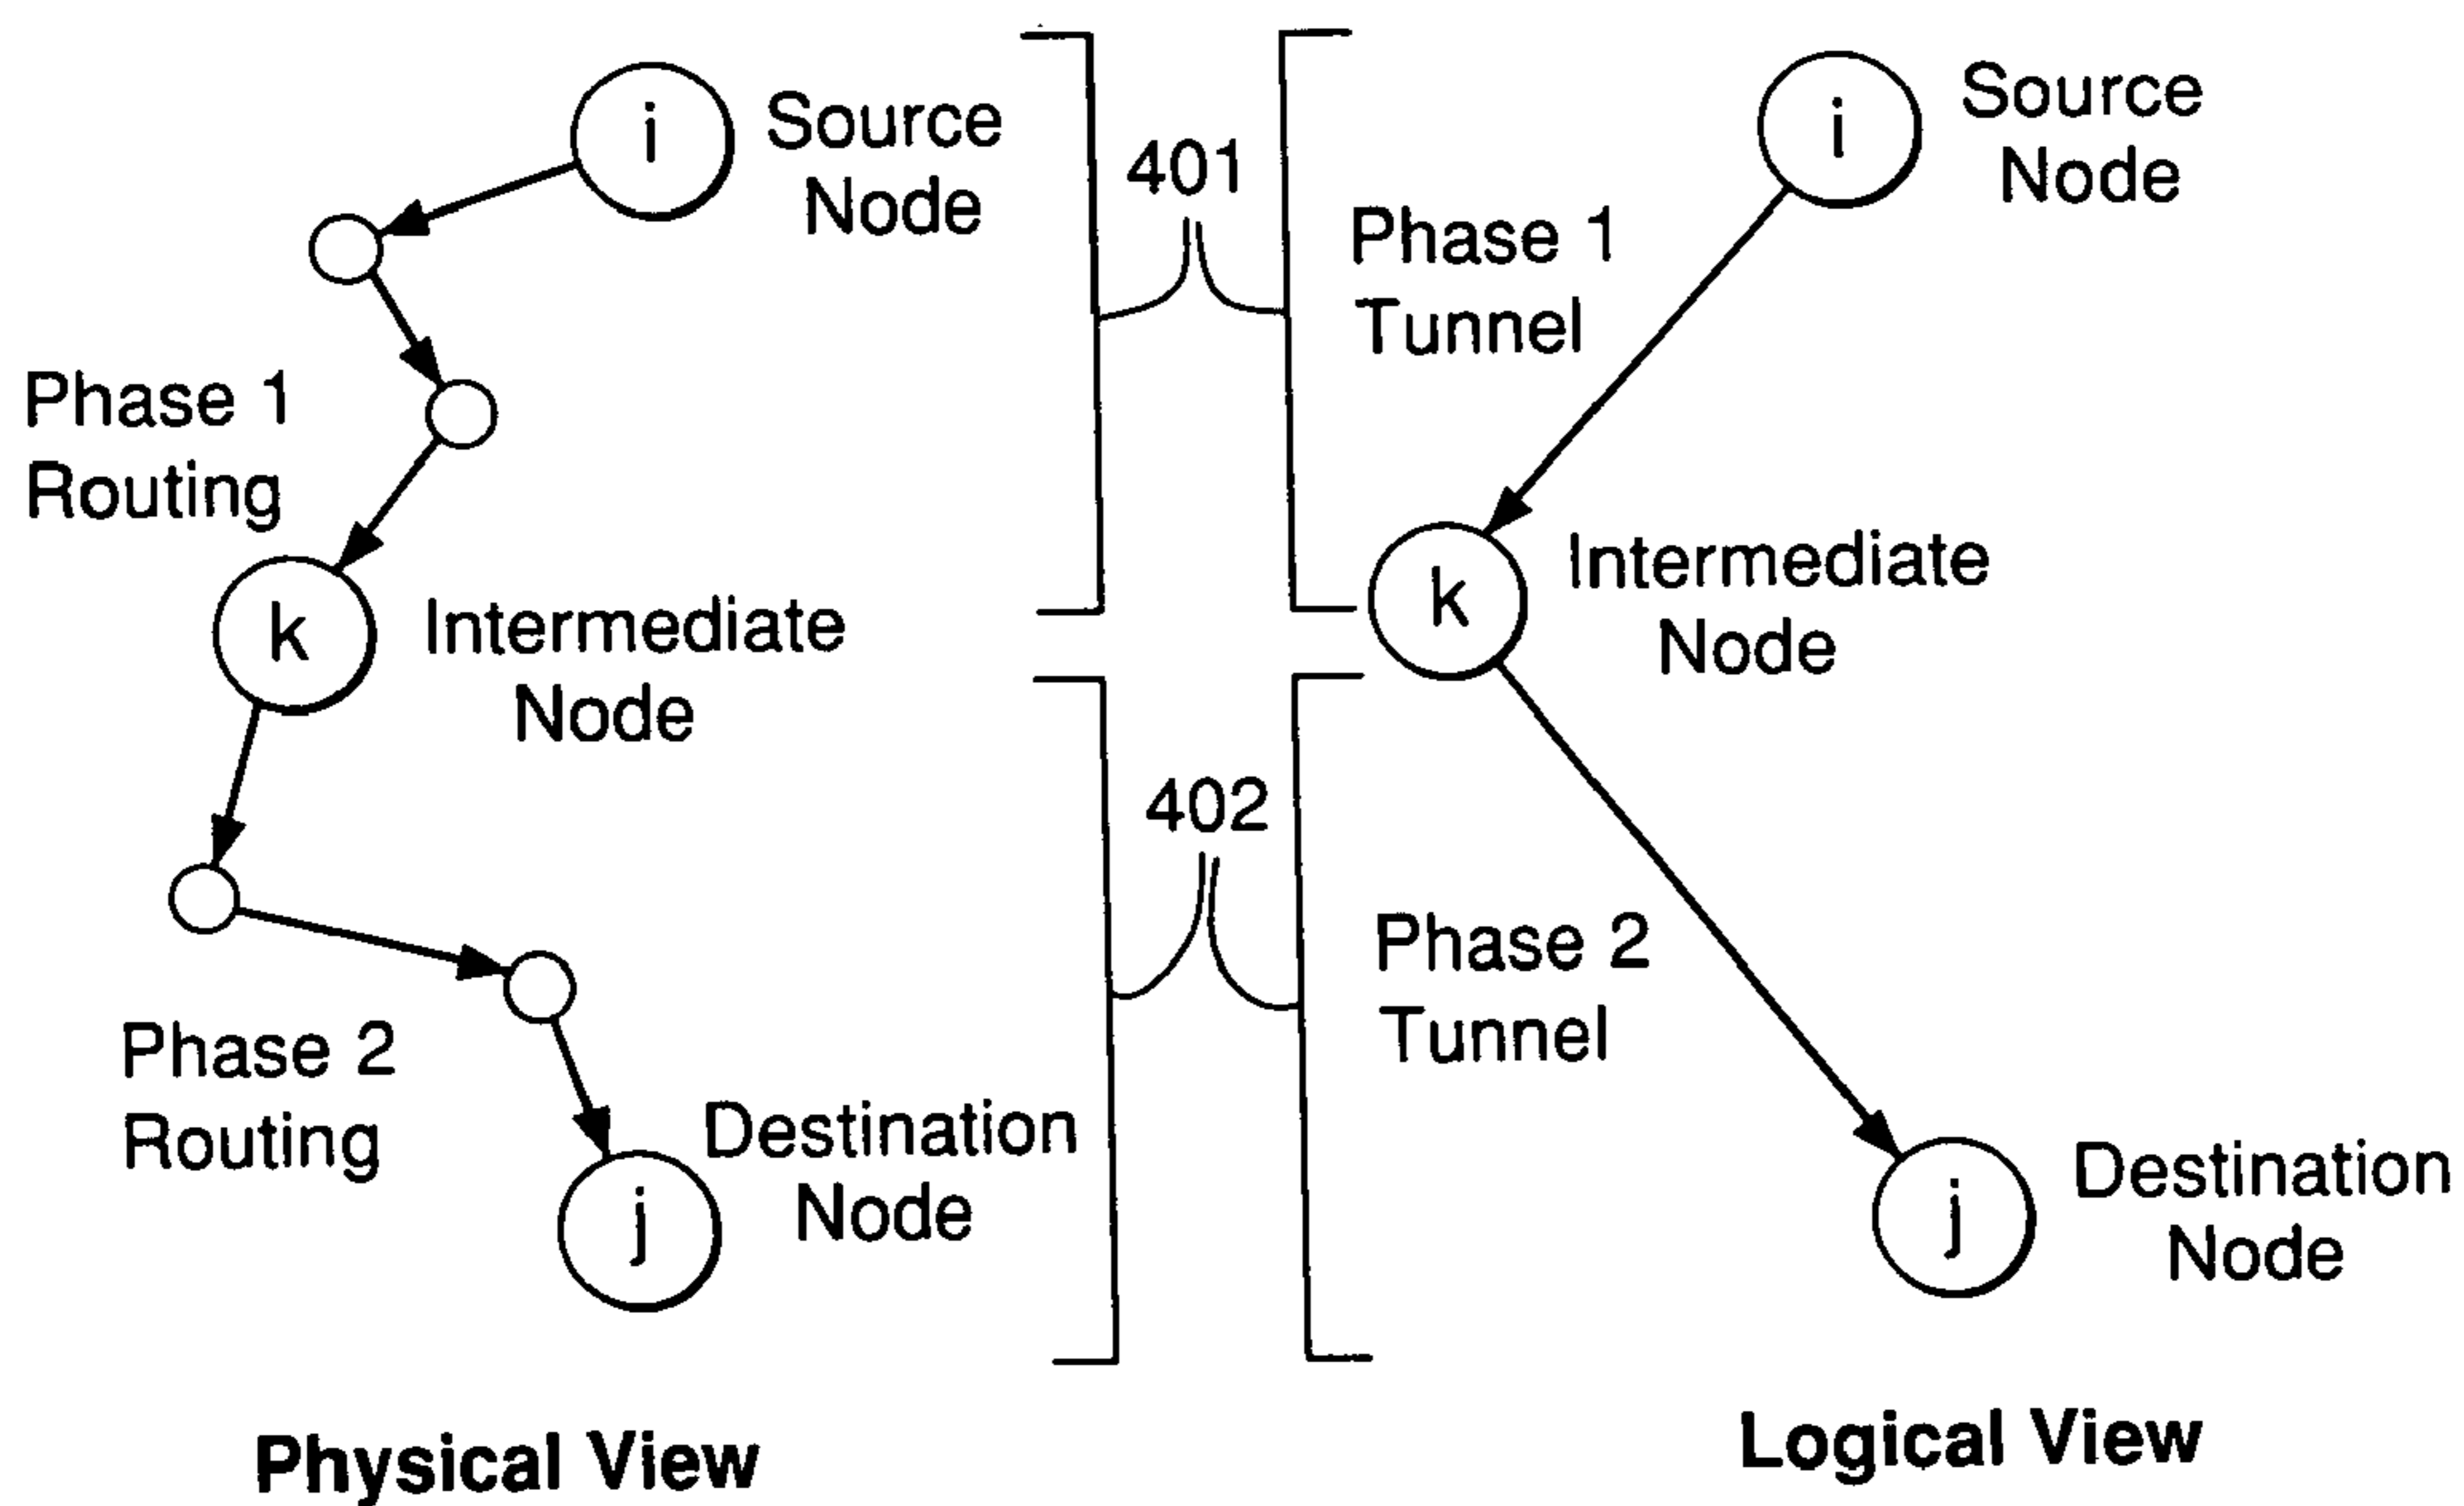 i
Source
Node
Phase 1
Routing
k
Intermediate
Node
Phase 2
Routing
Destination
Node
j
Physical View
401
402
i
Source
Node
Phase 1
Tunnel
k
Intermediate
Node
Phase 2
Tunnel
j
Destination
Node
Logical View